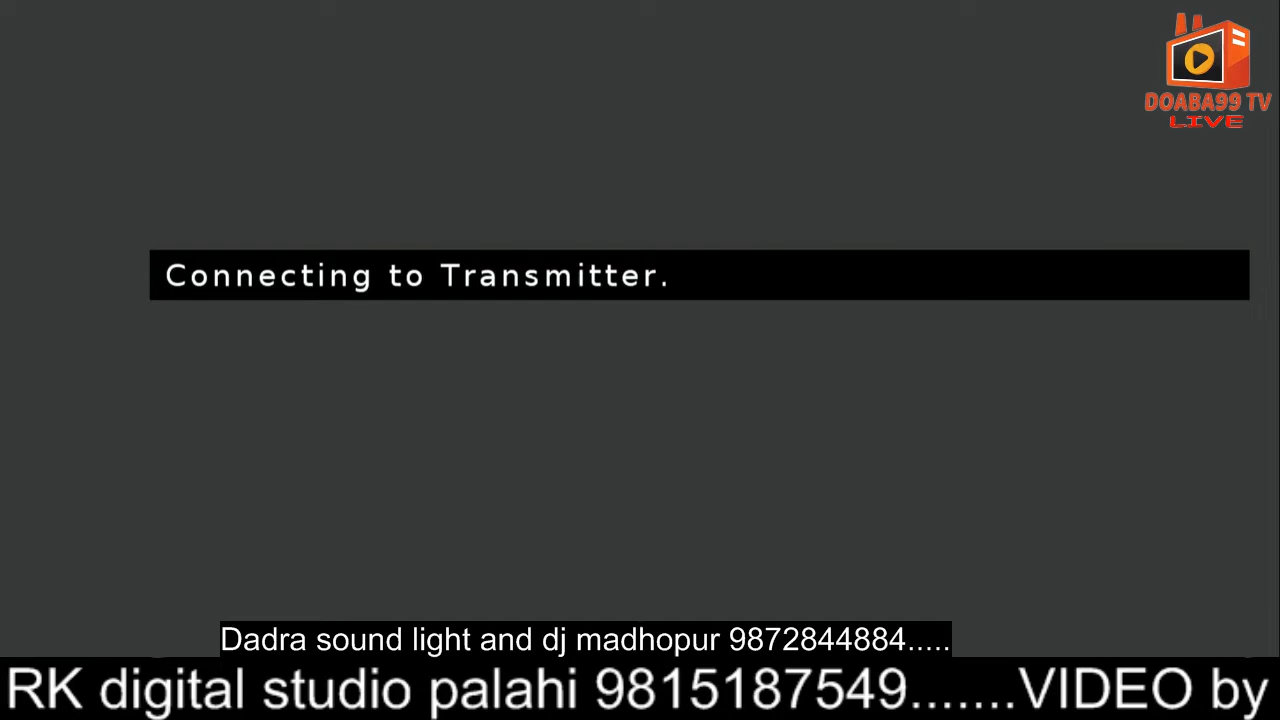 DOABA99 TV
LIVE
Connecting to Transmitter.
Dadra sound light and dj madhopur 9872844884.....
RK digital studio palahi 9815187549.......VIDEO by